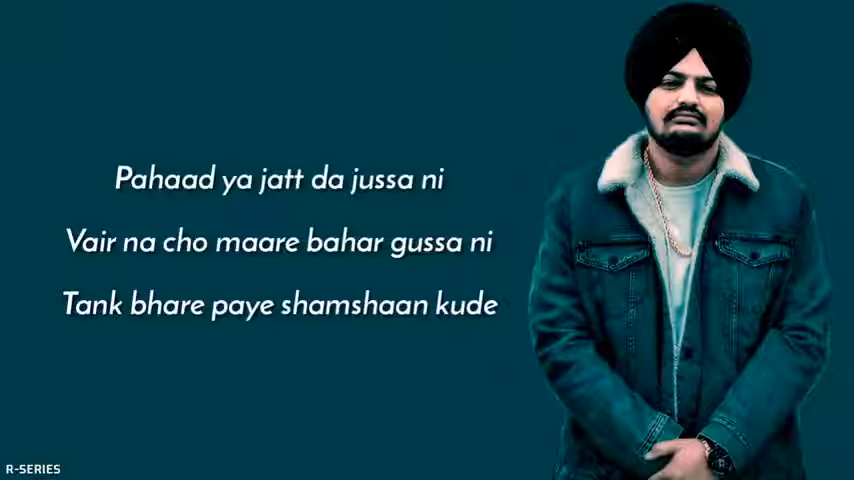 Pahaad ya jatt da jussa ni
Vair na cho maare bahar gussa ni
Tank bhare paye shamshaan kude
R-SERIES